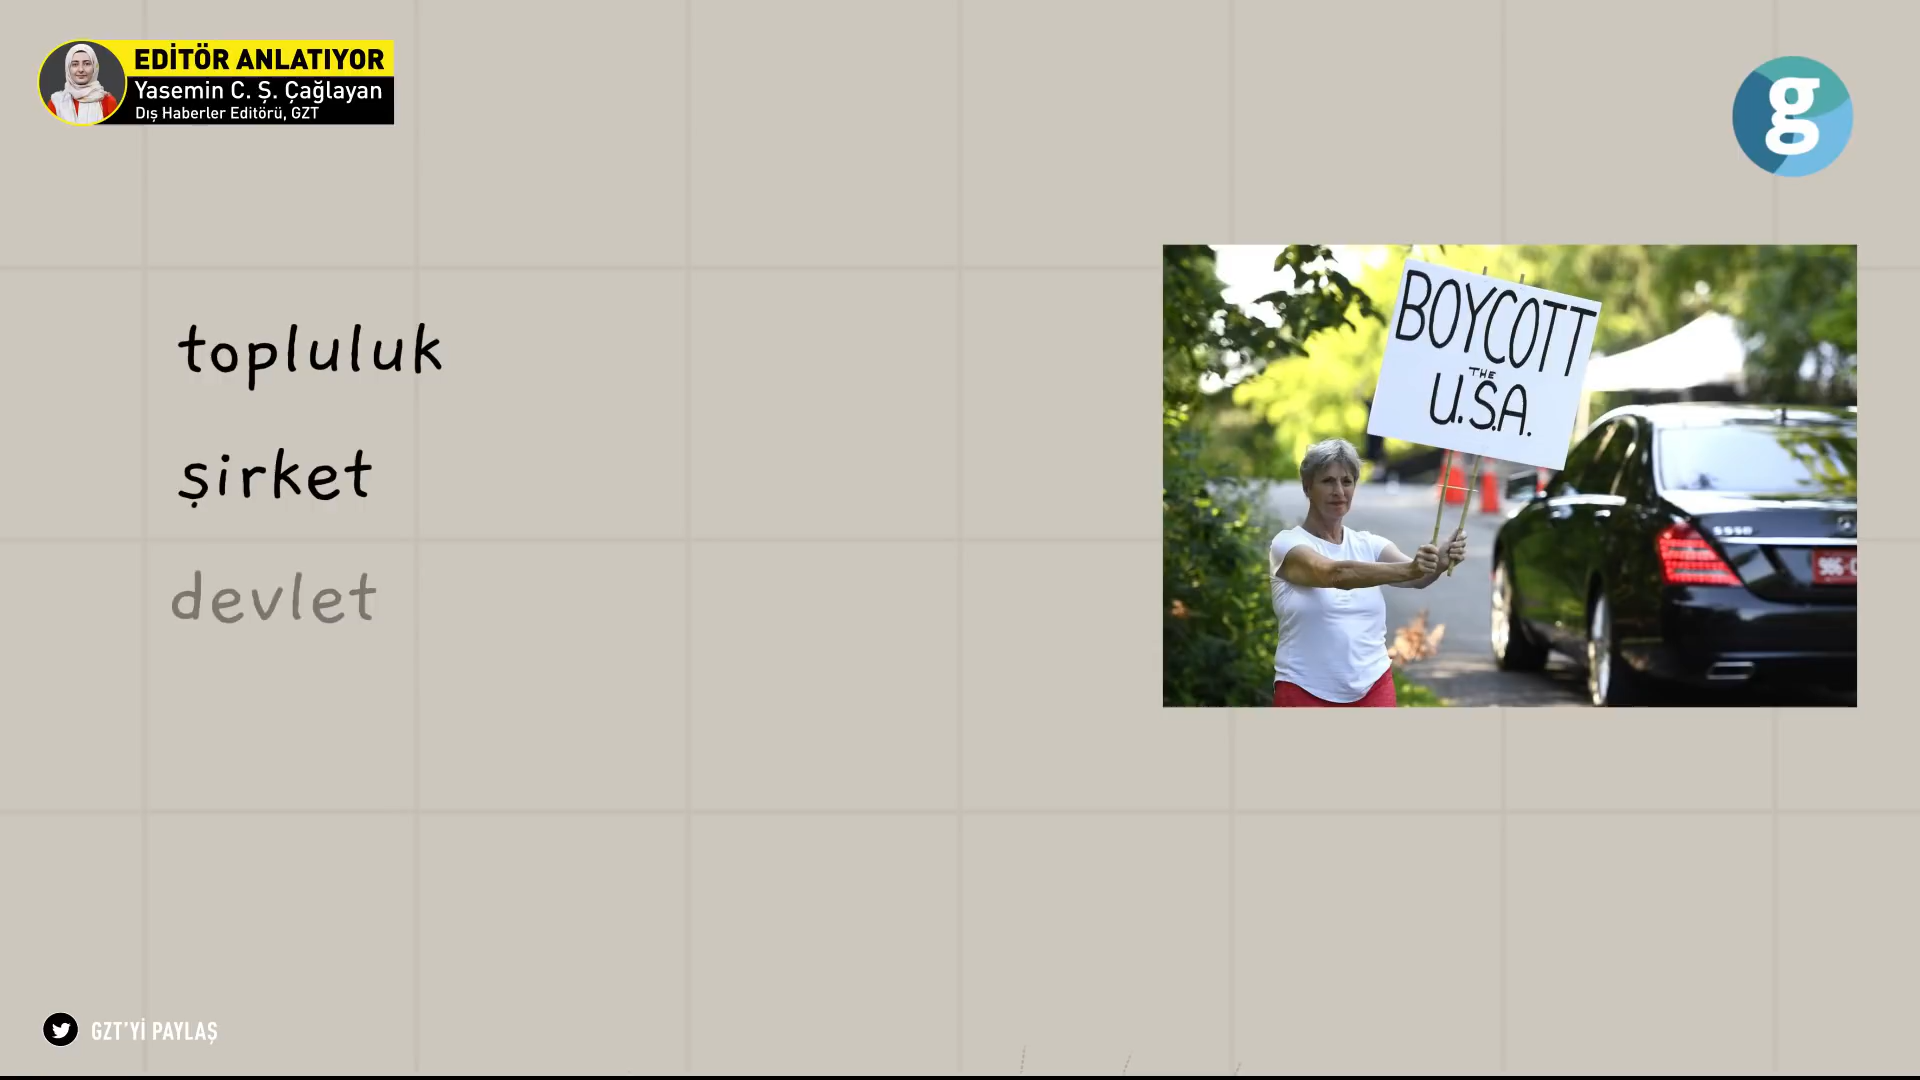 EDİTÖR ANLATIYOR
Yasemin C. Ş. Çağlayan
Dış Haberler Editörü, GZT
g
topluluk
şirket
devlet
BOYCOTT
THE
U.S.A.
GZT'Yİ PAYLAŞ